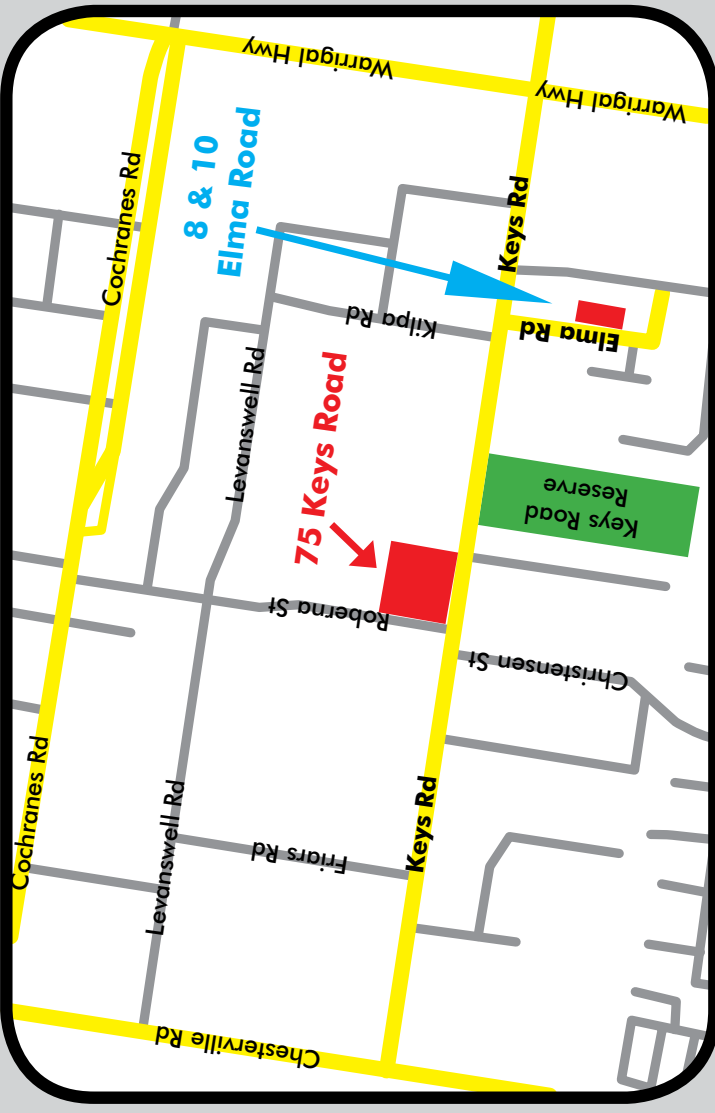 Warrigal Hwy
Warrigal Hwy
Cochranes Rd
8 & 10
Elma Road
Keys Rd
Kilpa Rd
Elma Rd
Levanswell Rd
75 Keys Road
Keys Road
Reserve
Roberna St
Christensen St
Cochranes Rd
Levanswell Rd
Keys Rd
Friars Rd
Chesterville Rd